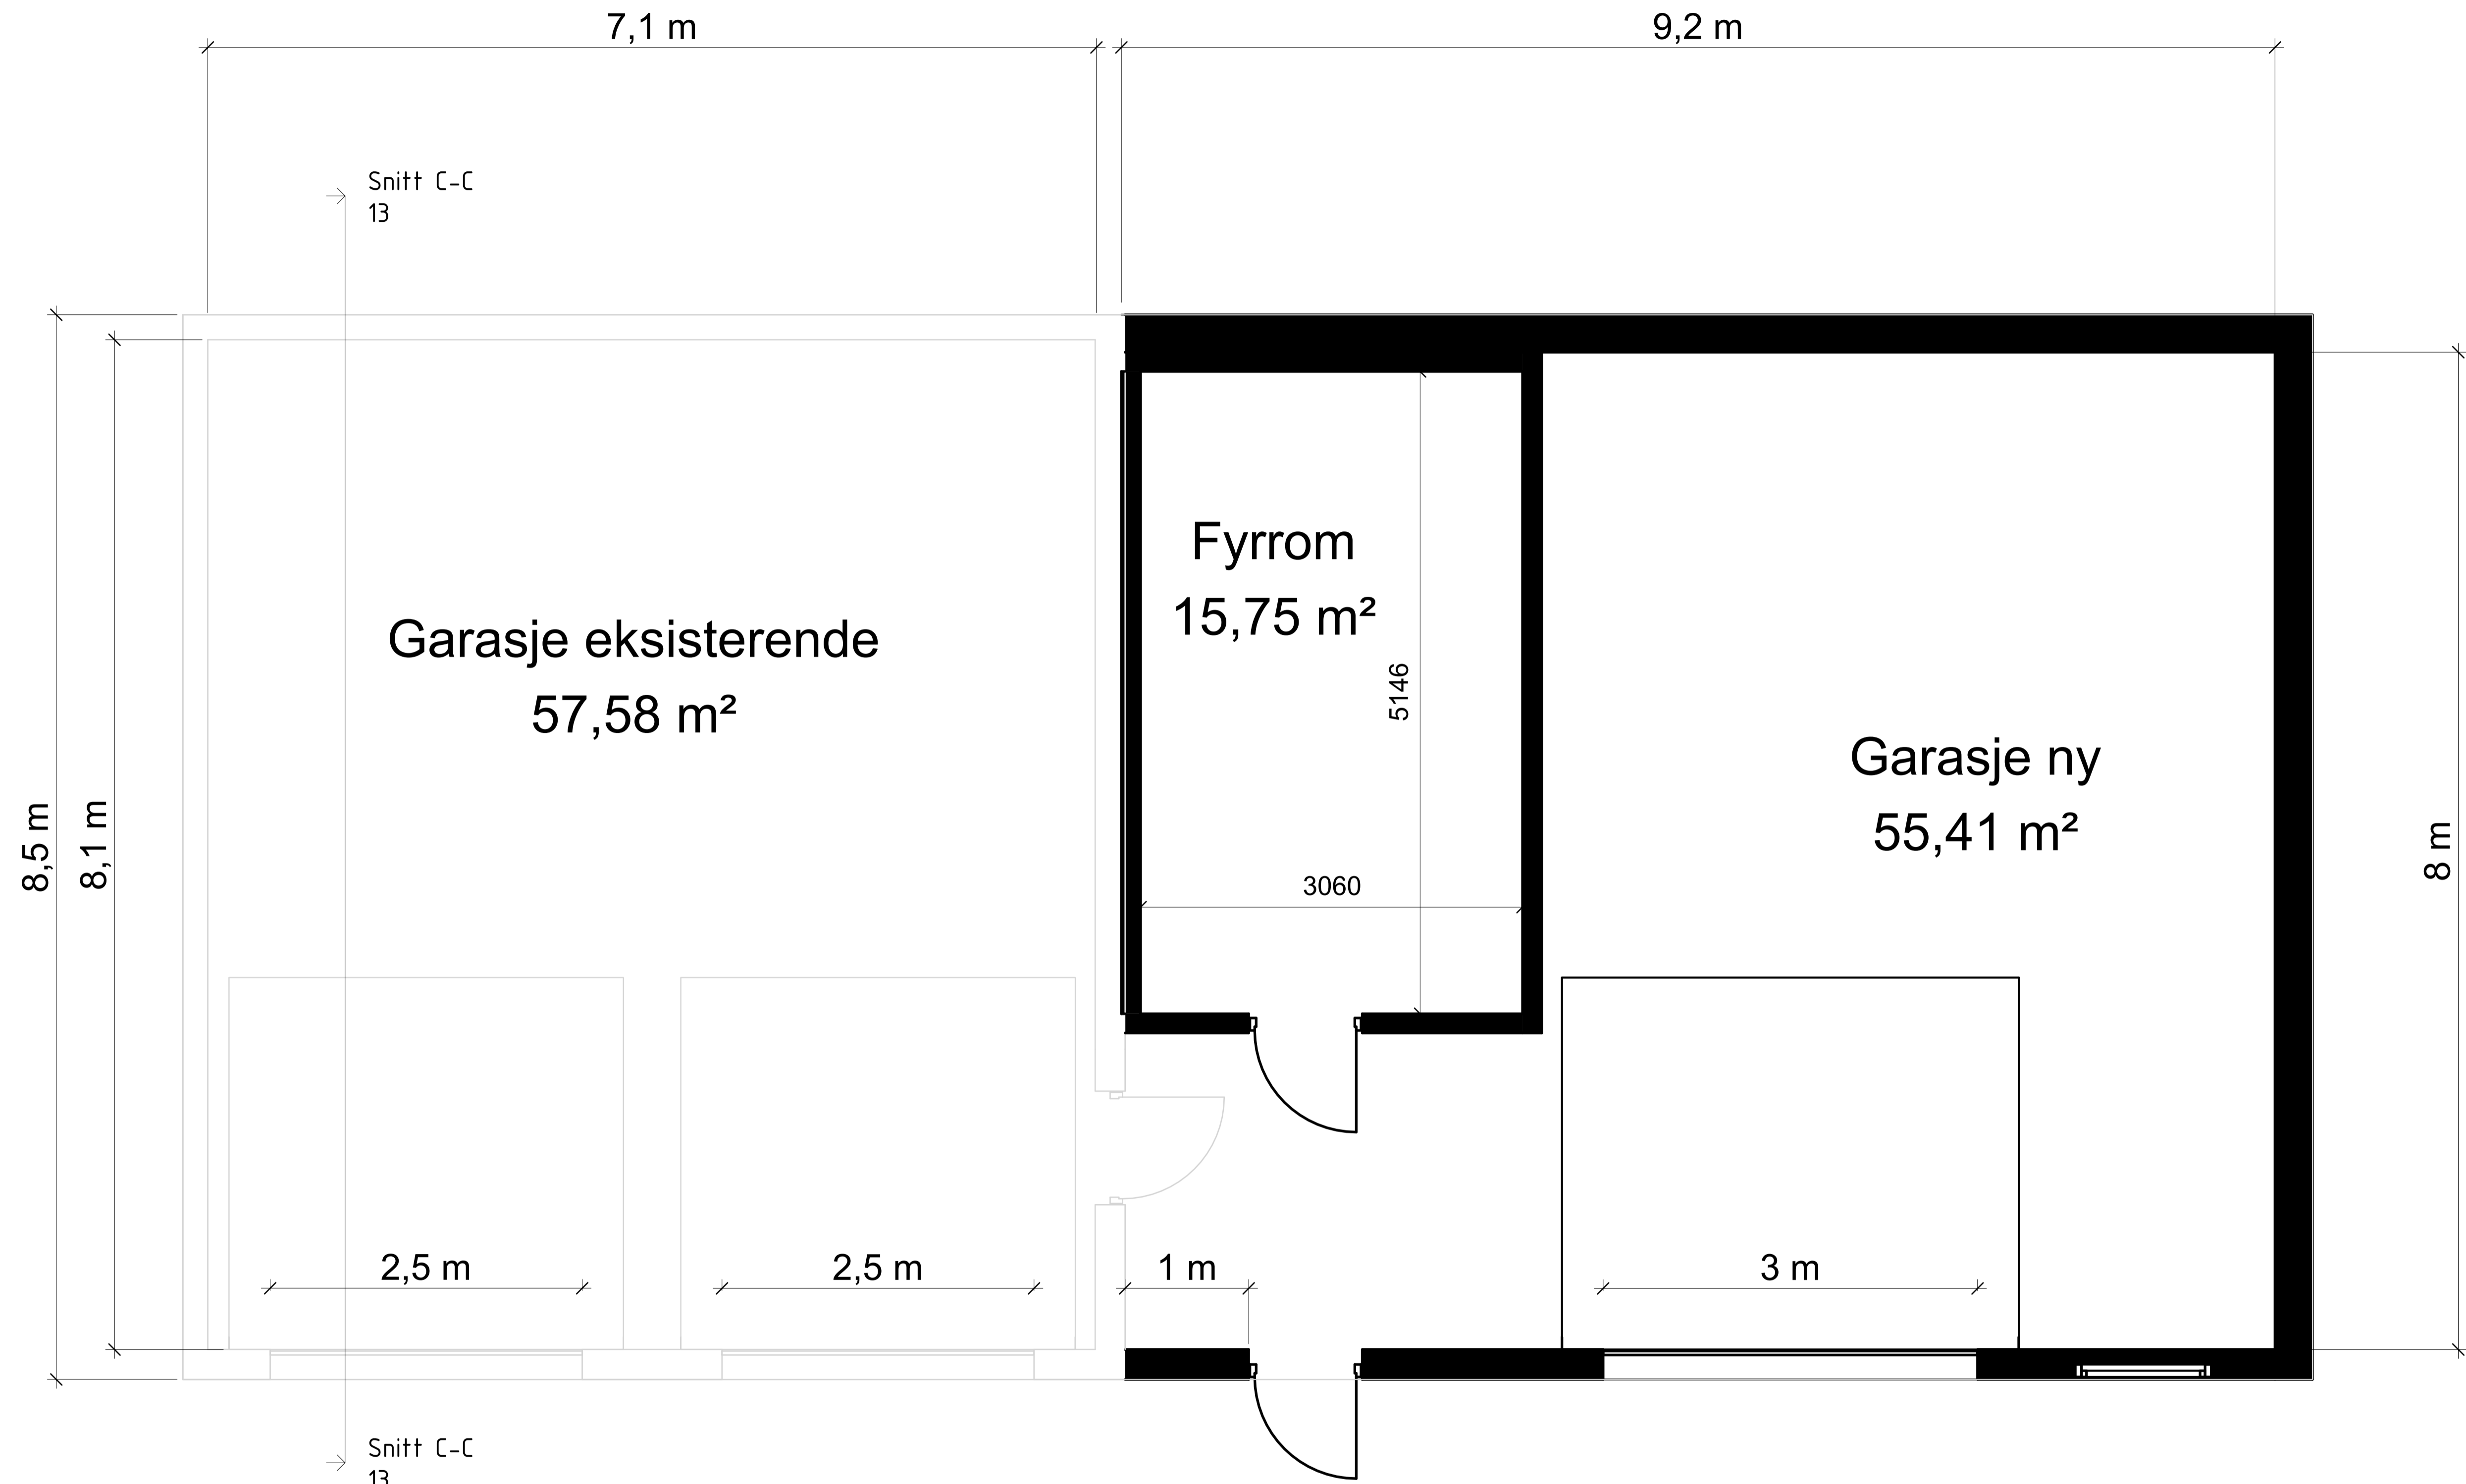 7,1 m
9,2 m
Snitt C-C
13
Fyrrom
15,75 m²
Garasje eksisterende
57,58 m²
5146
Garasje ny
55,41 m²
8,5 m
8,1 m
8 m
3060
2,5 m
2,5 m
1 m
3 m
Snitt C-C
13